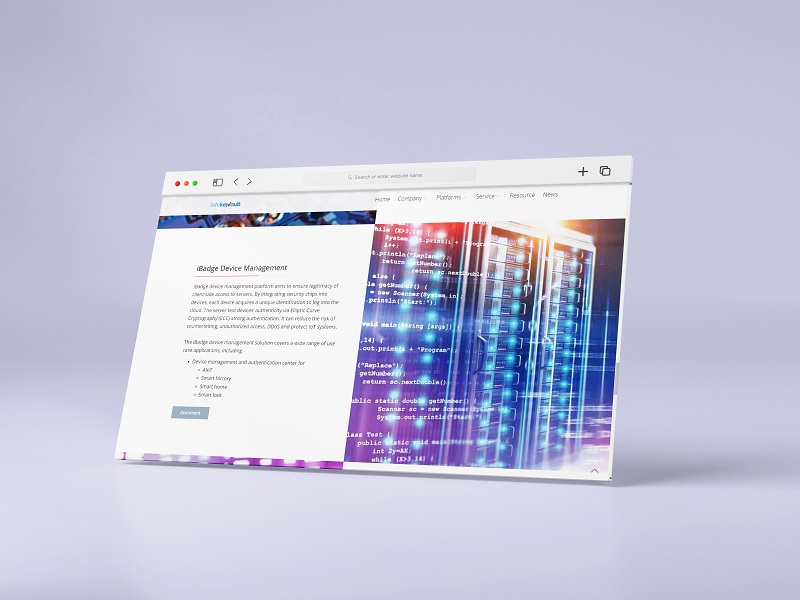 Search or enter website name
InfoKeyVault
Home Company Platforms Service Resource News
iBadge Device Management
iBadge device management platform aims to ensure legitimacy of
client-side access to servers. By integrating security chips into
devices, each device acquires a unique identification to log into the
cloud. The server test devices' authenticity via Elliptic Curve
Cryptography (ECC) strong authentication. It can reduce the risk of
counterfeiting, unauthorized access, DDoS and protect IoT systems.
The iBadge device management solution covers a wide range of use
case applications, including
Device management and authentication center for
AIoT
Smart factory
Smart home
Smart lock
Document
while (X>3,14) {
System.out.print(i + "Program
i++;
t.println("Replace");
return getNumber();
return sc.nextDouble();
else {
le getNumber() {
= new Scanner(System.in)
.println("Start:");
void main(String [args])
,14) {
.out.print(i + "Program");
("Replace");
getNumber();
return sc.nextDouble()
public static double getNumber() {
Scanner sc = new Scanner(System
System.out.println("Start:
lass Test {
public static void main(String
int 2y=AX;
while (X>3,14) {